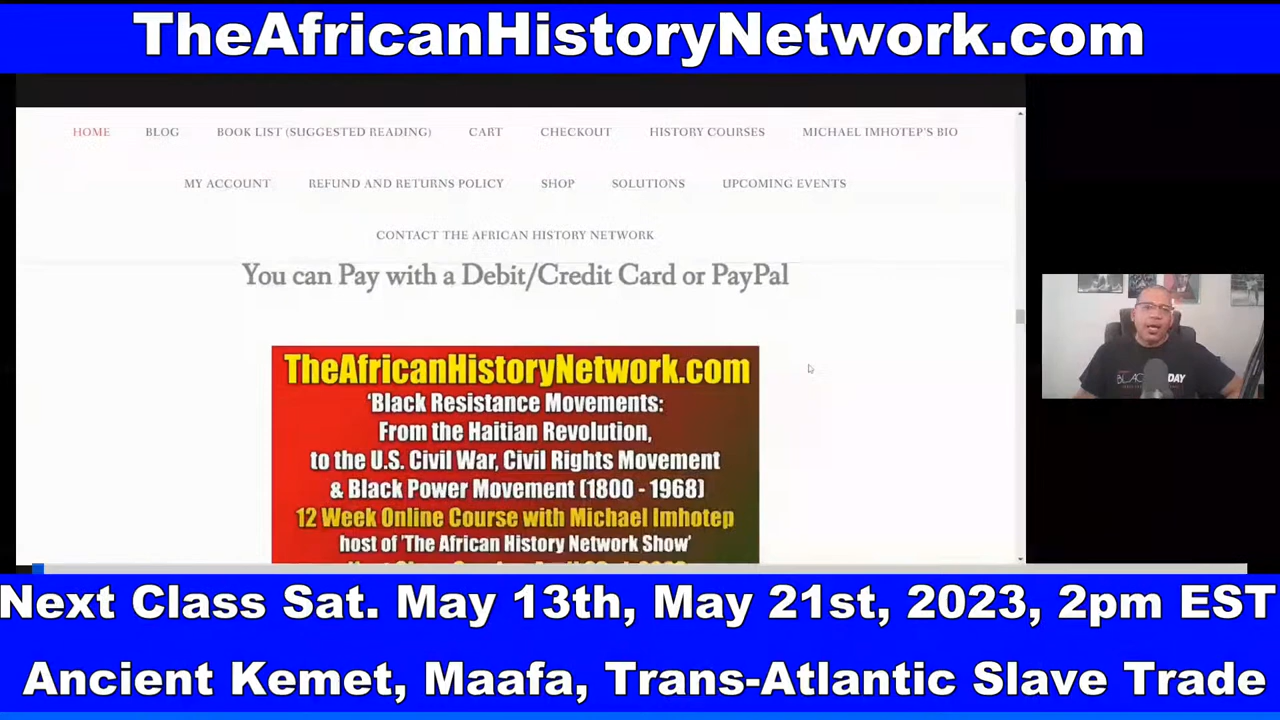 TheAfricanHistoryNetwork.com
HOME BLOG BOOK LIST (SUGGESTED READING) CART CHECKOUT HISTORY COURSES MICHAEL IMHOTEP'S BIO
MY ACCOUNT REFUND AND RETURNS POLICY SHOP SOLUTIONS UPCOMING EVENTS
CONTACT THE AFRICAN HISTORY NETWORK
You can Pay with a Debit/Credit Card or PayPal
TheAfricanHistoryNetwork.com
'Black Resistance Movements:
From the Haitian Revolution,
to the U.S. Civil War, Civil Rights Movement
& Black Power Movement (1800 - 1968)
12 Week Online Course with Michael Imhotep
host of 'The African History Network Show'
Next Class Sat. May 13th, May 21st, 2023, 2pm EST
Ancient Kemet, Maafa, Trans-Atlantic Slave Trade